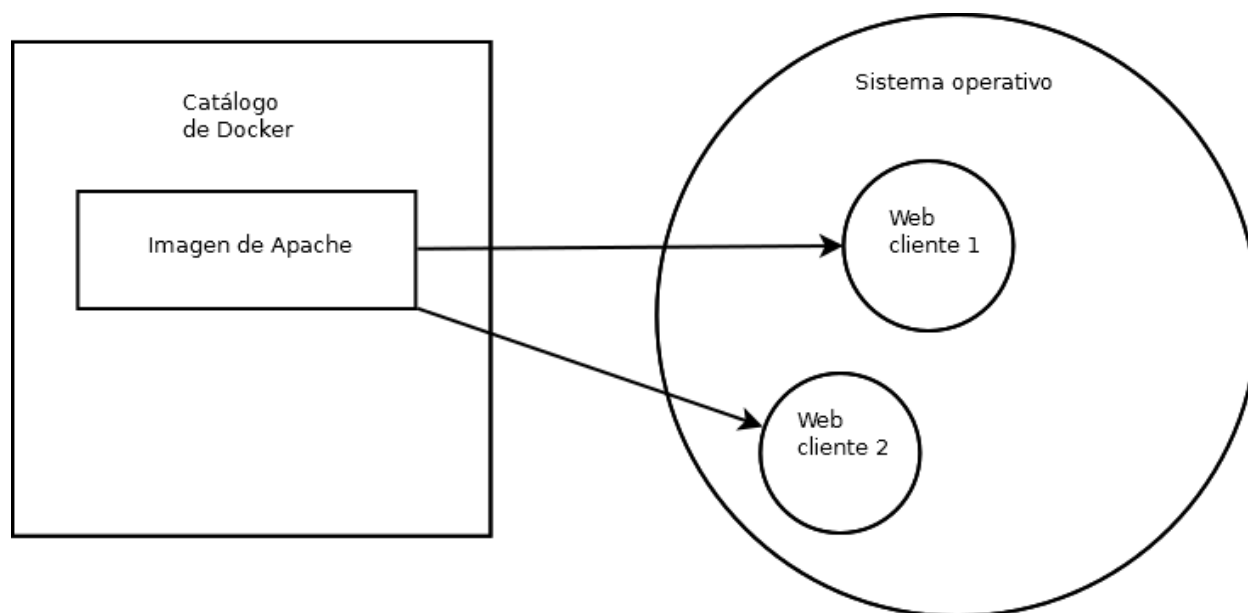 Catálogo
de Docker
Imagen de Apache
Sistema operativo
Web
cliente 1
Web
cliente 2